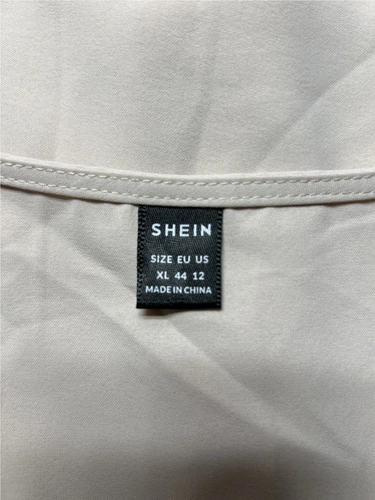 SHEIN
SIZE EU US
XL 44 12
MADE IN CHINA